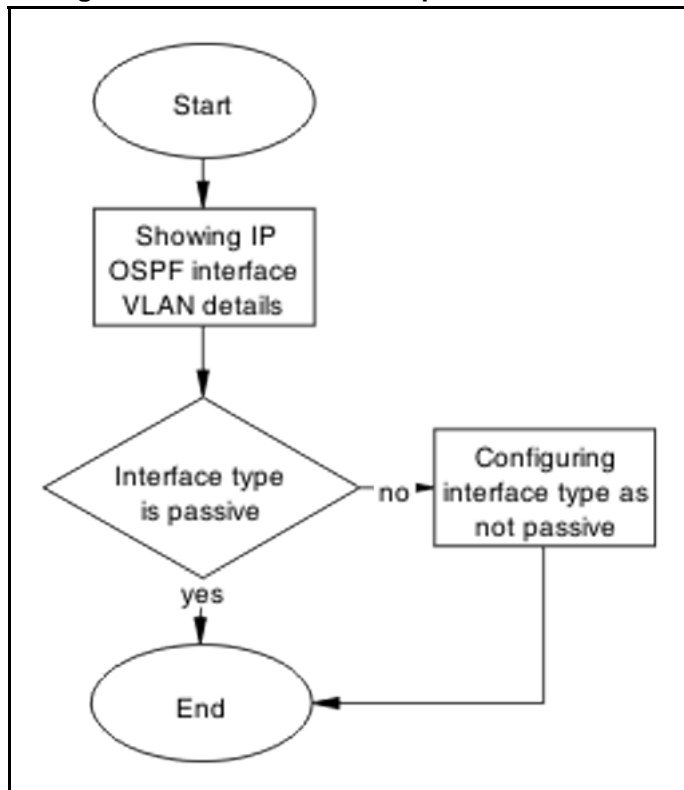 Start
Showing IP
OSPF interface
VLAN details
Interface type
is passive
no
Configuring
interface type as
not passive
yes
End